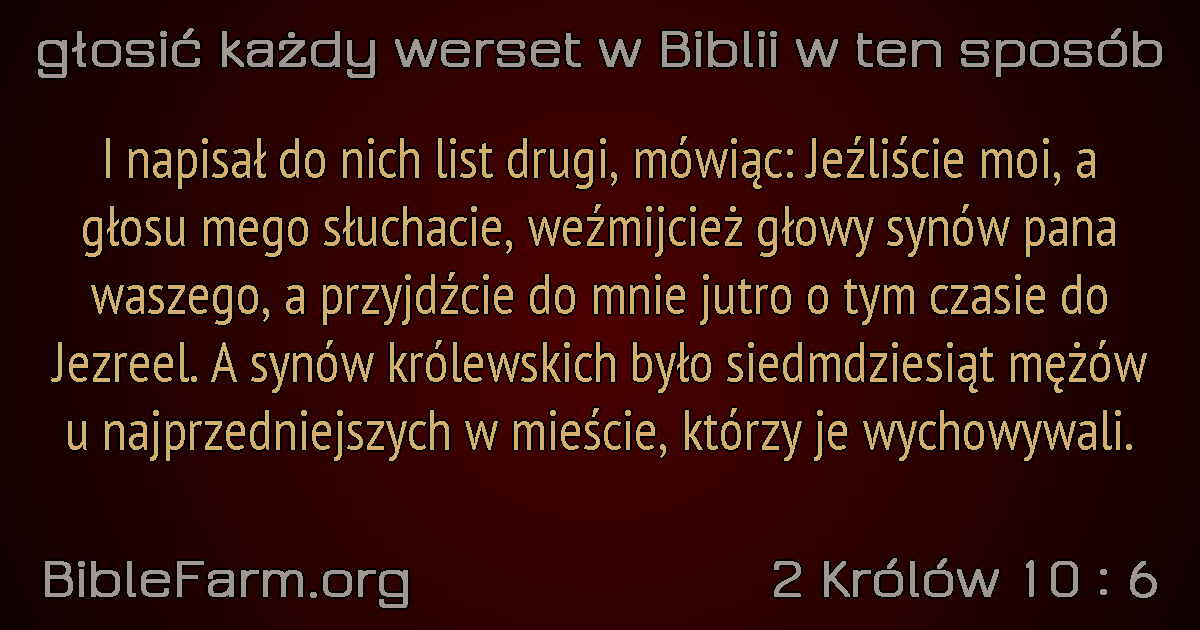 głosić każdy werset w Biblii w ten sposób
I napisał do nich list drugi, mówiąc: Jeźliście moi, a
głosu mego słuchacie, weźmijcież głowy synów pana
waszego, a przyjdźcie do mnie jutro o tym czasie do
Jezreel. A synów królewskich było siedmdziesiąt mężów
u najprzedniejszych w mieście, którzy je wychowywali.
BibleFarm.org
2 Królów 10 : 6